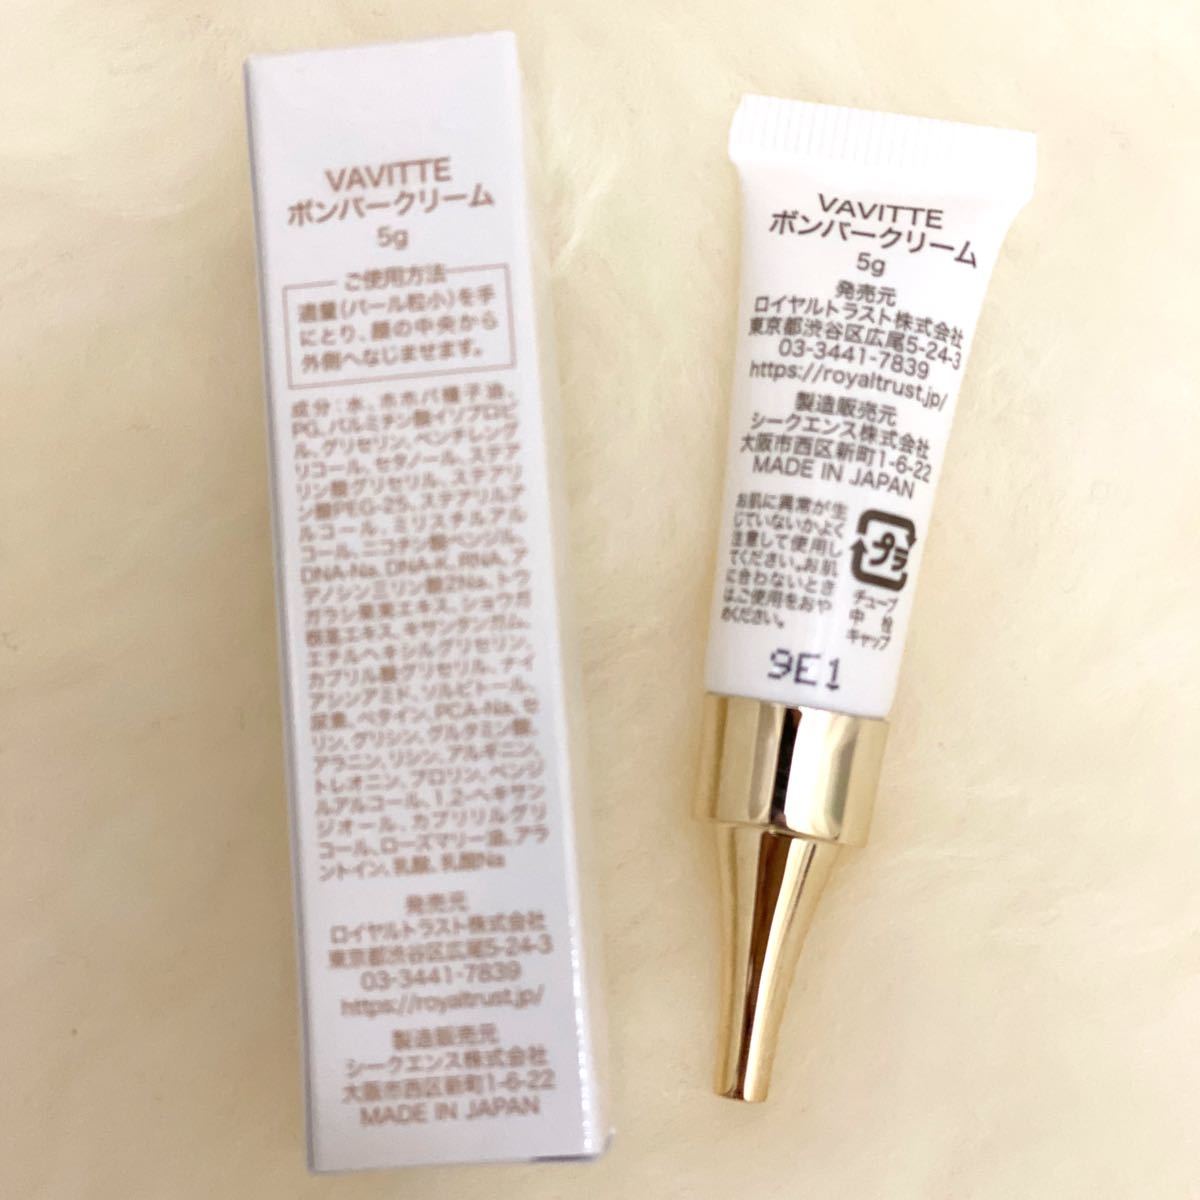 VAVITTE
ボンバークリーム
5g
ご使用方法
適量(パール粒小)を手
にとり、唇の中央から
外側へなじませます。
成分:水、ホホバ種子油、
PG、パルミチン酸イソプロピ
ル、グリセリン、ペンチレング
リコール、セタノール、ステア
リン酸グリセリル、ステアリ
ン酸PEG-25、ステアリルア
ルコール、ミリスチルアル
コール、ニコチン酸ベンジル、
DNA-Na、DNA-K、RNA、ア
デノシン三リン酸2Na、トウ
ガラシ果実エキス、ショウガ
根茎エキス、キサンタンガム、
エチルヘキシルグリセリン、
カプリル酸グリセリル、ナイ
アシンアミド、ソルビトール、
尿素、ベタイン、PCA-Na、セ
リン、グリシン、グルタミン酸、
アラニン、リシン、アルギニン、
トレオニン、プロリン、ベンジ
ルアルコール、1,2-ヘキサン
ジオール、カプリリルグリ
コール、ローズマリー油、アラ
ントイン、乳酸、乳酸Na
発売元
ロイヤルトラスト株式会社
東京都渋谷区広尾5-24-3
03-3441-7839
https://royaltrust.jp/
製造販売元
シークエンス株式会社
大阪市西区新町1-6-22
MADE IN JAPAN
VAVITTE
ボンバークリーム
5g
発売元
ロイヤルトラスト株式会社
東京都渋谷区広尾5-24-3
03-3441-7839
https://royaltrust.jp/
製造販売元
シークエンス株式会社
大阪市西区新町1-6-22
MADE IN JAPAN
お肌に異常が生
じていないかよく
注意して使用し
てください。お肌
に合わないとき
は、ご使用をおや
めください。
プラ
チューブ
中栓
キャップ
9E1